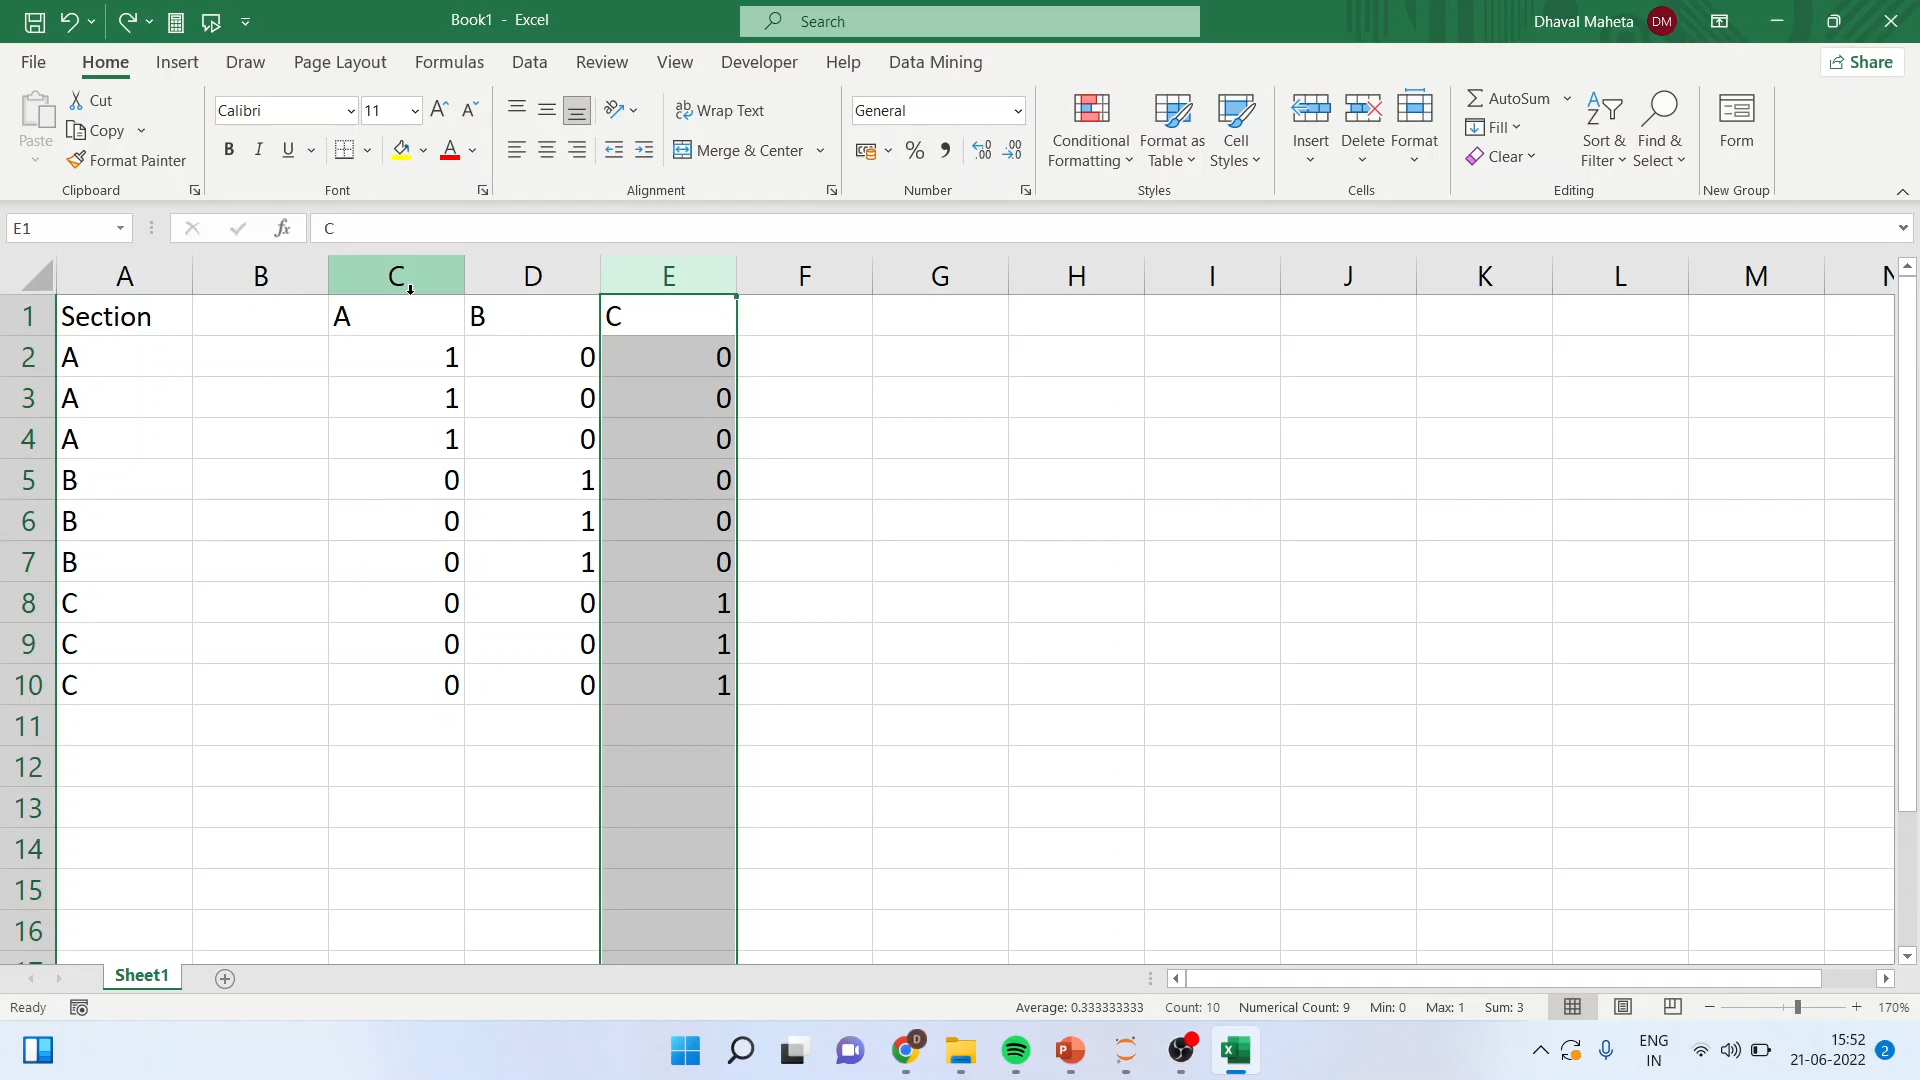 Book1 - Excel
Search
Dhaval Maheta DM
File Home Insert Draw Page Layout Formulas Data Review View Developer Help Data Mining Share
Paste
Cut
Copy
Format Painter
Clipboard
Calibri 11
B I U
Font
Wrap Text
Merge & Center
Alignment
General
% ,
Number
Conditional Formatting
Format as Table
Cell Styles
Styles
Insert Delete Format
Cells
AutoSum
Fill
Clear
Sort & Filter
Find & Select
Editing
Form
New Group
E1 fx C
A B C D E F G H I J K L M N
1 Section A B C
2 A 1 0 0
3 A 1 0 0
4 A 1 0 0
5 B 0 1 0
6 B 0 1 0
7 B 0 1 0
8 C 0 0 1
9 C 0 0 1
10 C 0 0 1
11
12
13
14
15
16
Sheet1
Ready Average: 0.333333333 Count: 10 Numerical Count: 9 Min: 0 Max: 1 Sum: 3 170%
ENG IN
15:52
21-06-2022 2